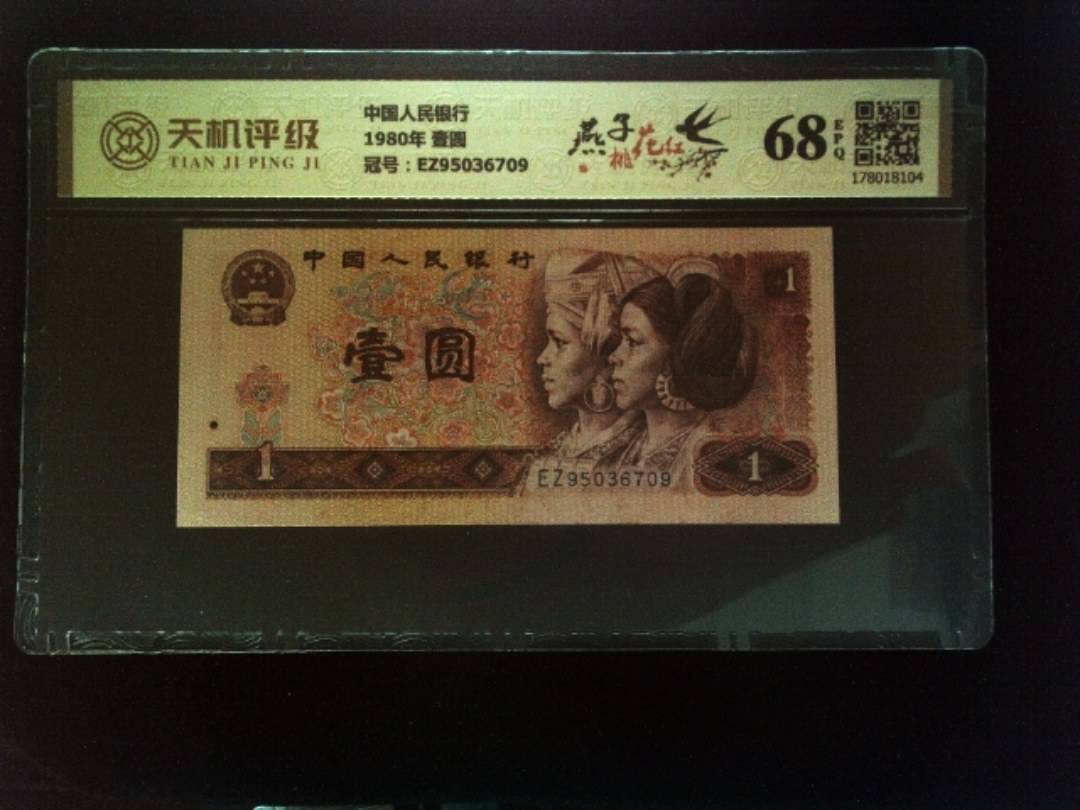 天机评级
TIAN JI PING JI
中国人民银行
1980年 壹圆
冠号：EZ95036709
燕子
桃花红
68
EPQ
178018104
中国人民银行
1
壹圆
1
EZ95036709
1